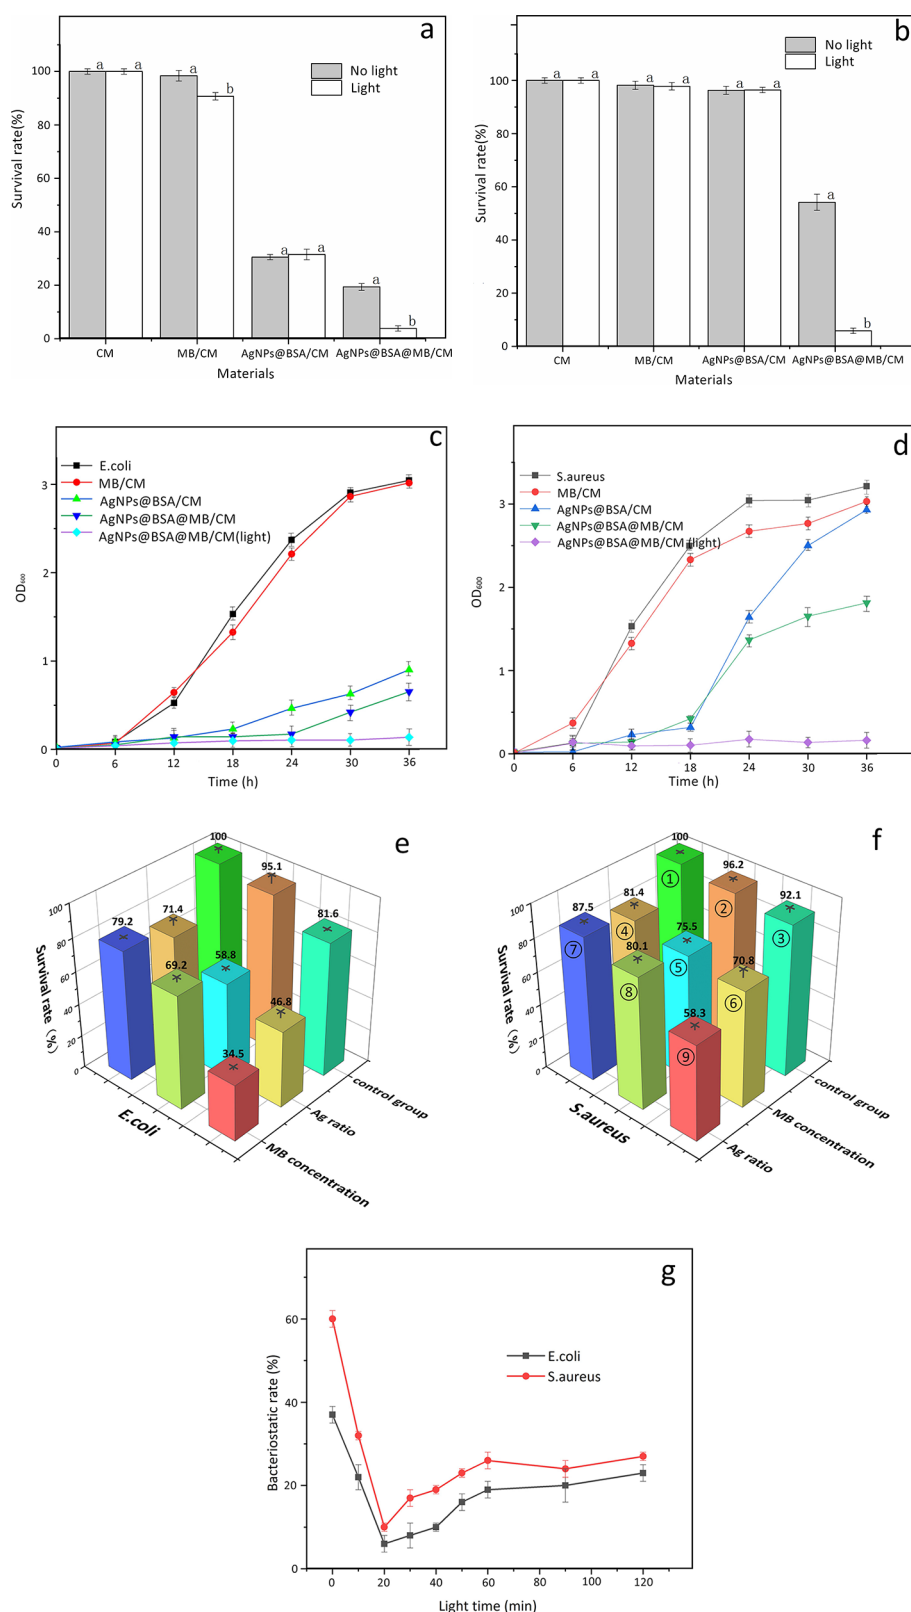 a
No light
Light
Survival rate(%)
100
80
60
40
20
0
a a
a
b
a a
a
b
CM
MB/CM
AgNPs@BSA/CM
AgNPs@BSA@MB/CM
Materials
b
No light
Light
Survival rate(%)
100
80
60
40
20
0
a a
a a
a a
a
b
CM
MB/CM
AgNPs@BSA/CM
AgNPs@BSA@MB/CM
Materials
c
E.coli
MB/CM
AgNPs@BSA/CM
AgNPs@BSA@MB/CM
AgNPs@BSA@MB/CM(light)
OD₆₀₀
3
2
1
0
0 6 12 18 24 30 36
Time (h)
d
S.aureus
MB/CM
AgNPs@BSA/CM
AgNPs@BSA@MB/CM
AgNPs@BSA@MB/CM(light)
OD₆₀₀
3
2
1
0
0 6 12 18 24 30 36
Time (h)
e
100
95.1
81.6
71.4
58.8
46.8
79.2
69.2
34.5
Survival rate (%)
100
80
60
40
20
0
E.coli
MB concentration
Ag ratio
control group
f
100
96.2
92.1
81.4
75.5
70.8
87.5
80.1
58.3
①
②
③
④
⑤
⑥
⑦
⑧
⑨
Survival rate (%)
100
80
60
40
20
0
S.aureus
Ag ratio
MB concentration
control group
g
E.coli
S.aureus
Bacteriostatic rate (%)
60
40
20
0
0 20 40 60 80 100 120
Light time (min)